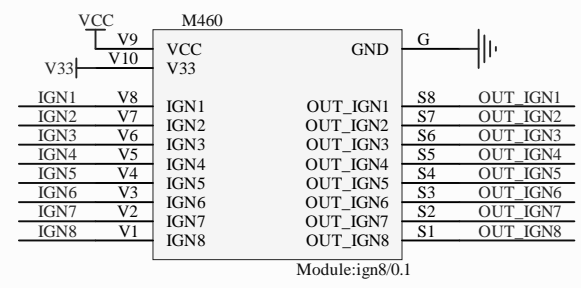 VCC M460
V9 VCC GND G
V33 V10 V33
IGN1 V8 IGN1 OUT_IGN1 S8 OUT_IGN1
IGN2 V7 IGN2 OUT_IGN2 S7 OUT_IGN2
IGN3 V6 IGN3 OUT_IGN3 S6 OUT_IGN3
IGN4 V5 IGN4 OUT_IGN4 S5 OUT_IGN4
IGN5 V4 IGN5 OUT_IGN5 S4 OUT_IGN5
IGN6 V3 IGN6 OUT_IGN6 S3 OUT_IGN6
IGN7 V2 IGN7 OUT_IGN7 S2 OUT_IGN7
IGN8 V1 IGN8 OUT_IGN8 S1 OUT_IGN8
Module:ign8/0.1